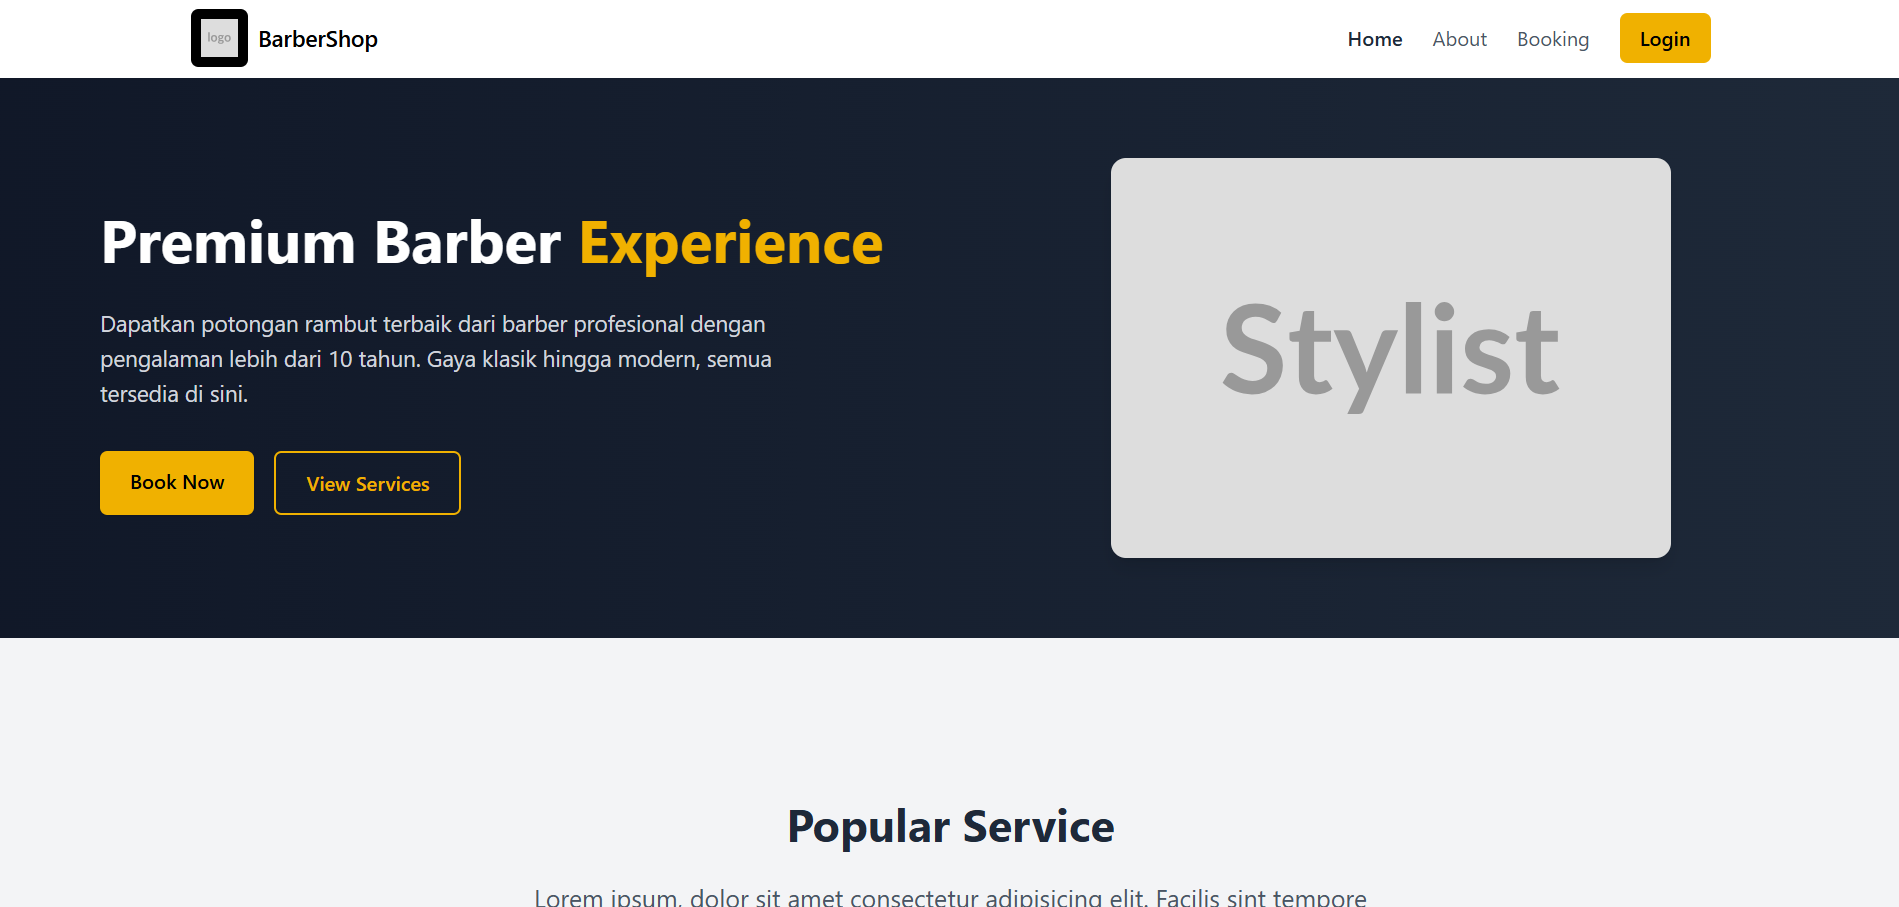 logo
BarberShop
Home
About
Booking
Login
Premium Barber Experience
Dapatkan potongan rambut terbaik dari barber profesional dengan
pengalaman lebih dari 10 tahun. Gaya klasik hingga modern, semua
tersedia di sini.
Book Now
View Services
Stylist
Popular Service
Lorem ipsum, dolor sit amet consectetur adipisicing elit. Facilis sint tempore